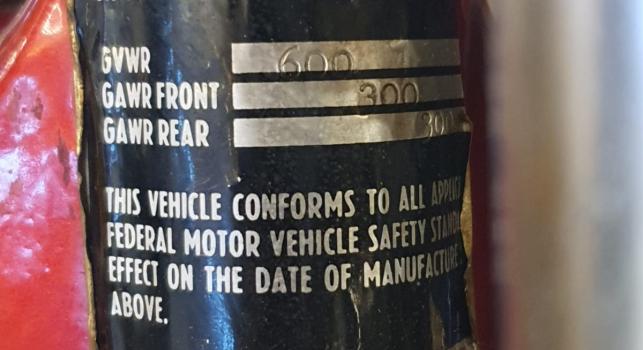 GVWR 600
GAWR FRONT 300
GAWR REAR 300
THIS VEHICLE CONFORMS TO ALL
FEDERAL MOTOR VEHICLE SAFETY
EFFECT ON THE DATE OF MANUFACTURE
ABOVE.